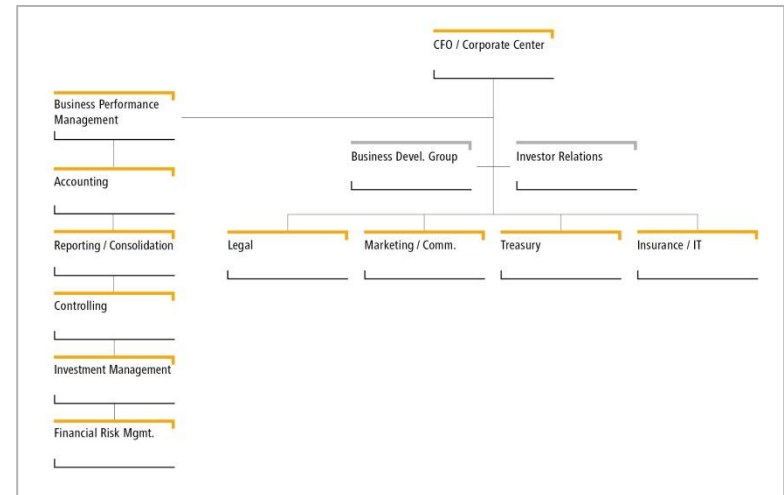 CFO / Corporate Center
Business Performance
Management
Business Devel. Group
Investor Relations
Accounting
Reporting / Consolidation
Legal
Marketing / Comm.
Treasury
Insurance / IT
Controlling
Investment Management
Financial Risk Mgmt.